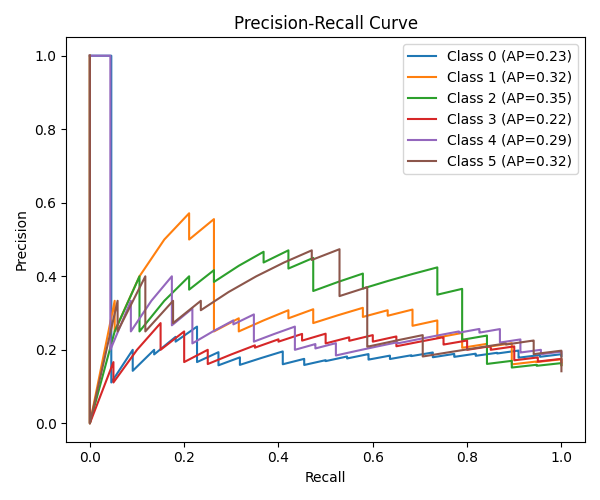 Precision-Recall Curve
Precision
1.0
0.8
0.6
0.4
0.2
0.0
Class 0 (AP=0.23)
Class 1 (AP=0.32)
Class 2 (AP=0.35)
Class 3 (AP=0.22)
Class 4 (AP=0.29)
Class 5 (AP=0.32)
0.0 0.2 0.4 0.6 0.8 1.0
Recall